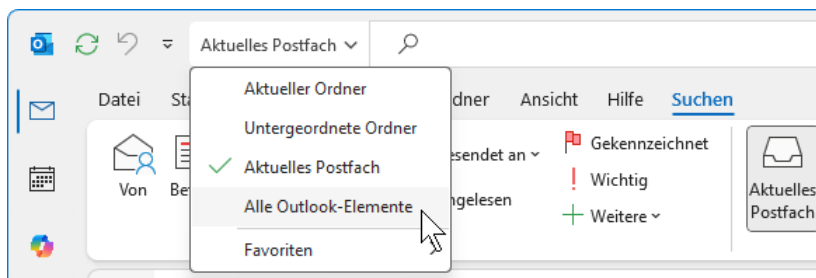 Aktuelles Postfach
Aktueller Ordner
Untergeordnete Ordner
Aktuelles Postfach
Alle Outlook-Elemente
Favoriten
Datei Ansicht Hilfe Suchen
Von
Gekennzeichnet
Wichtig
Weitere
Aktuelles
Postfach